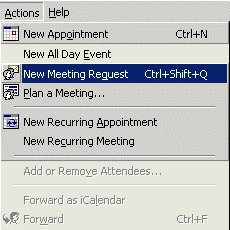 Actions Help
New Appointment Ctrl+N
New All Day Event
New Meeting Request Ctrl+Shift+Q
Plan a Meeting...
New Recurring Appointment
New Recurring Meeting
Add or Remove Attendees...
Forward as iCalendar
Forward Ctrl+F